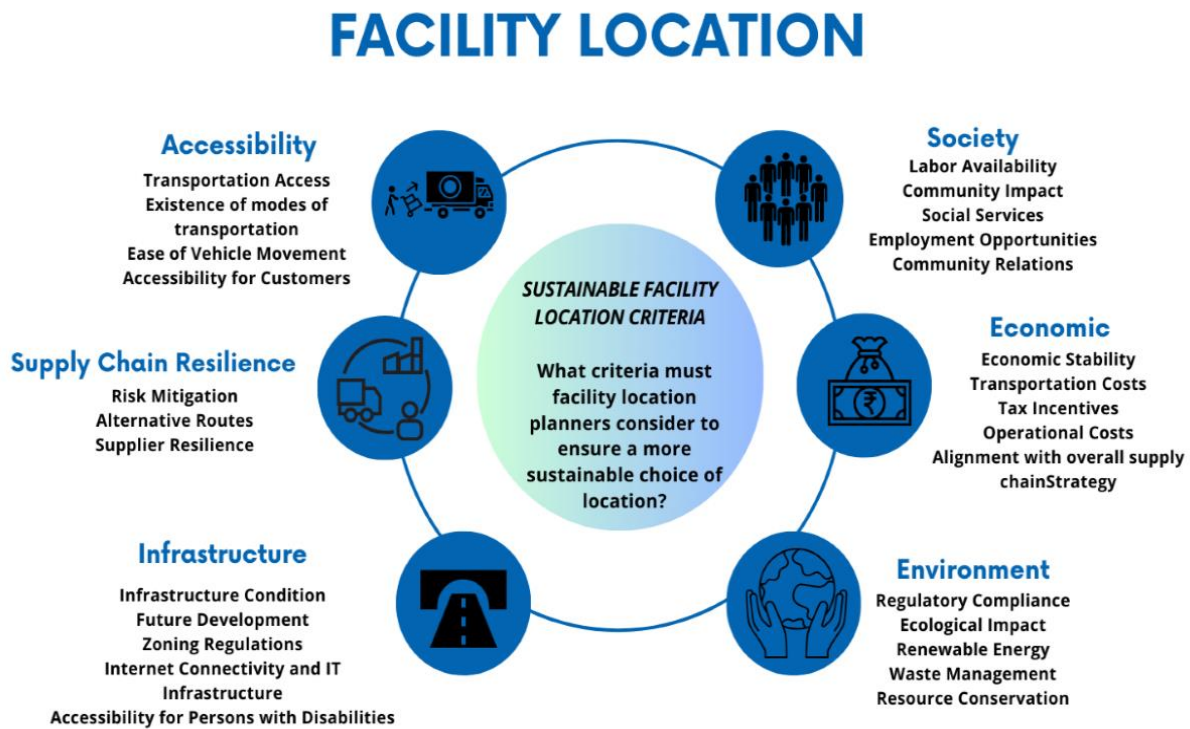 FACILITY LOCATION
Accessibility
Transportation Access
Existence of modes of
transportation
Ease of Vehicle Movement
Accessibility for Customers
Society
Labor Availability
Community Impact
Social Services
Employment Opportunities
Community Relations
SUSTAINABLE FACILITY
LOCATION CRITERIA
What criteria must
facility location
planners consider to
ensure a more
sustainable choice of
location?
Supply Chain Resilience
Risk Mitigation
Alternative Routes
Supplier Resilience
Economic
Economic Stability
Transportation Costs
Tax Incentives
Operational Costs
Alignment with overall supply
chainStrategy
₹
Infrastructure
Infrastructure Condition
Future Development
Zoning Regulations
Internet Connectivity and IT
Infrastructure
Accessibility for Persons with Disabilities
Environment
Regulatory Compliance
Ecological Impact
Renewable Energy
Waste Management
Resource Conservation